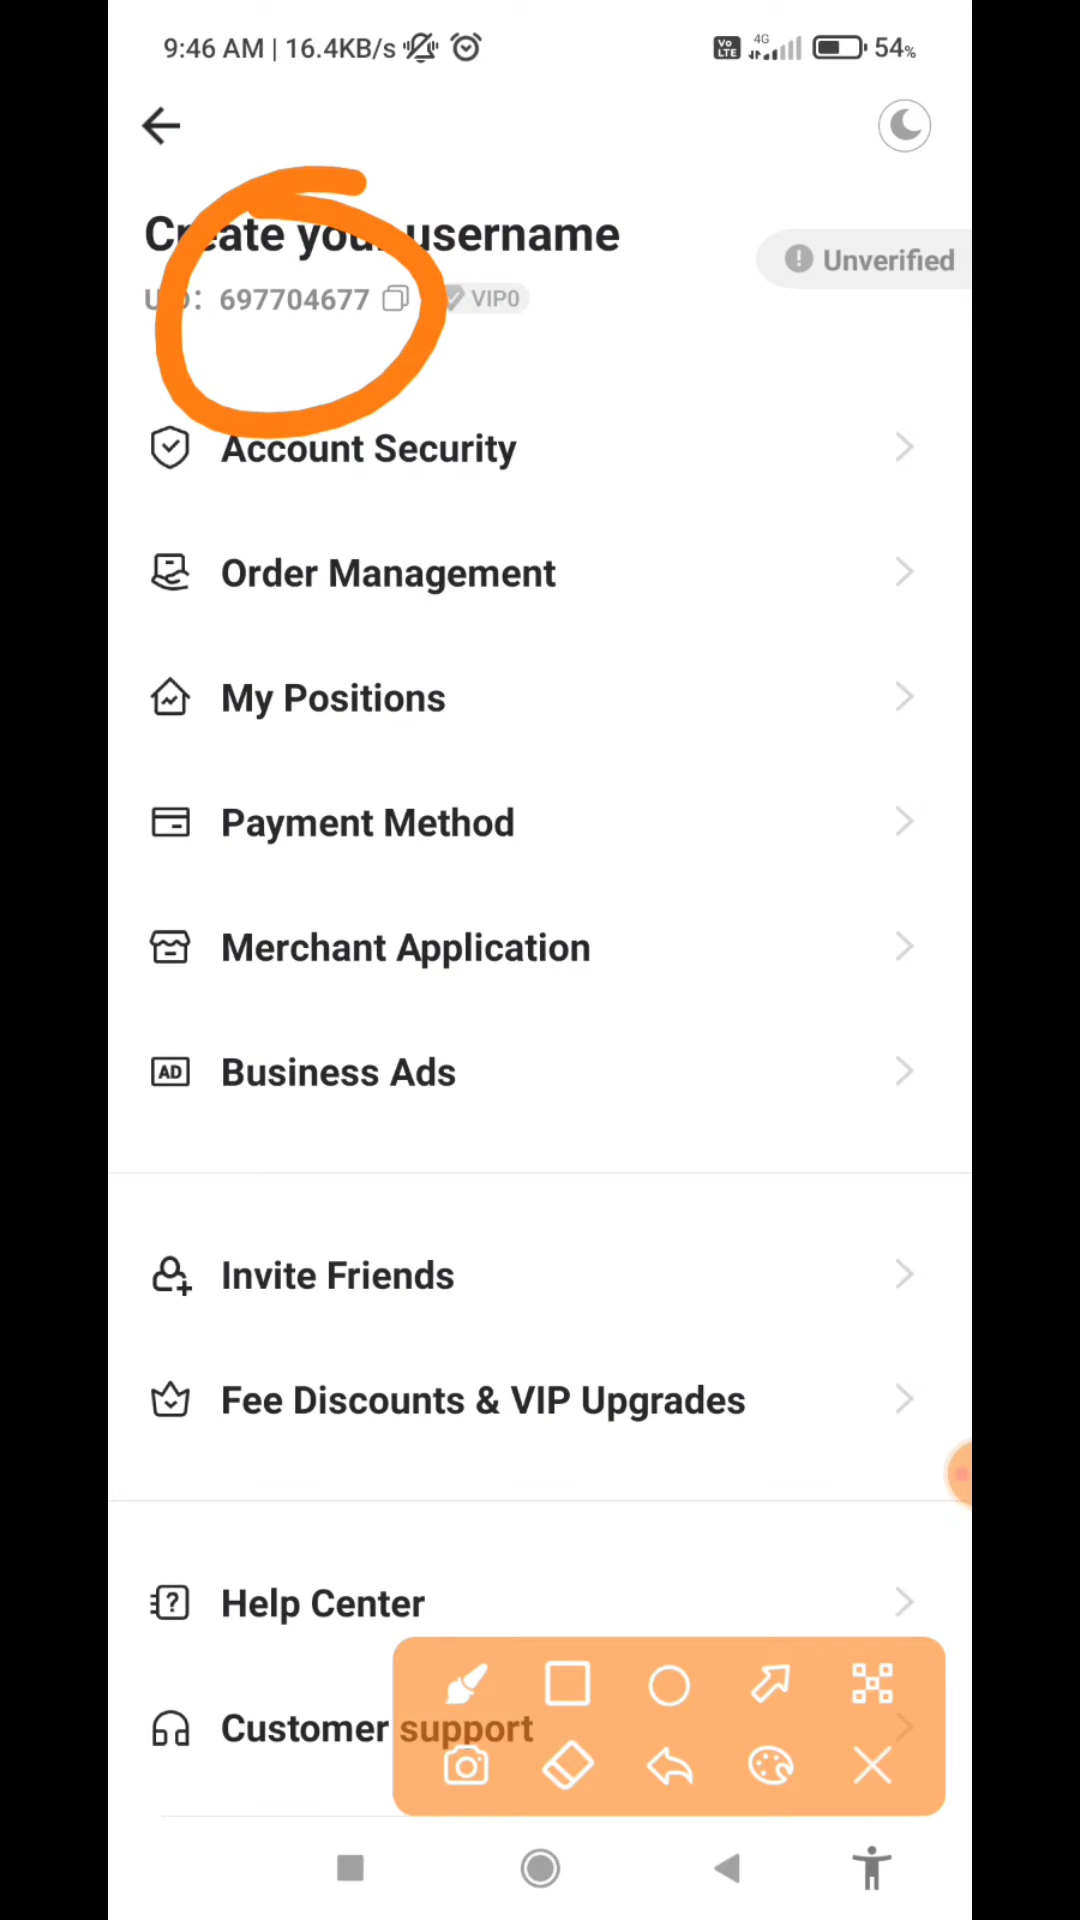 9:46 AM | 16.4KB/s 4G 54%
Create your username
Unverified
UID: 697704677 VIP0
Account Security
Order Management
My Positions
Payment Method
Merchant Application
AD Business Ads
Invite Friends
Fee Discounts & VIP Upgrades
Help Center
Customer support